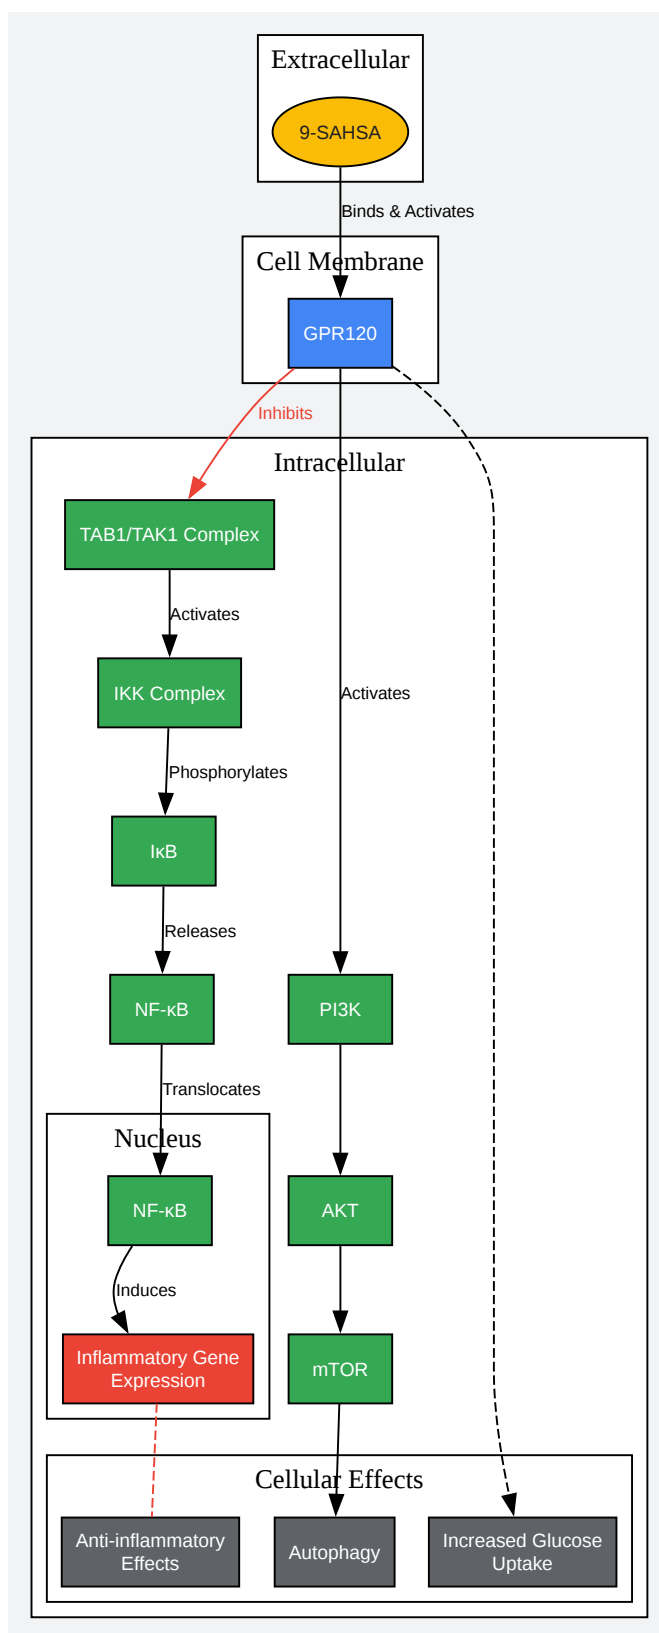 Extracellular
9-SAHSA
Binds & Activates
Cell Membrane
GPR120
Inhibits
Intracellular
TAB1/TAK1 Complex
Activates
IKK Complex
Activates
Phosphorylates
IκB
Releases
NF-κB
PI3K
Translocates
Nucleus
NF-κB
AKT
Induces
Inflammatory Gene
Expression
mTOR
Cellular Effects
Anti-inflammatory
Effects
Autophagy
Increased Glucose
Uptake